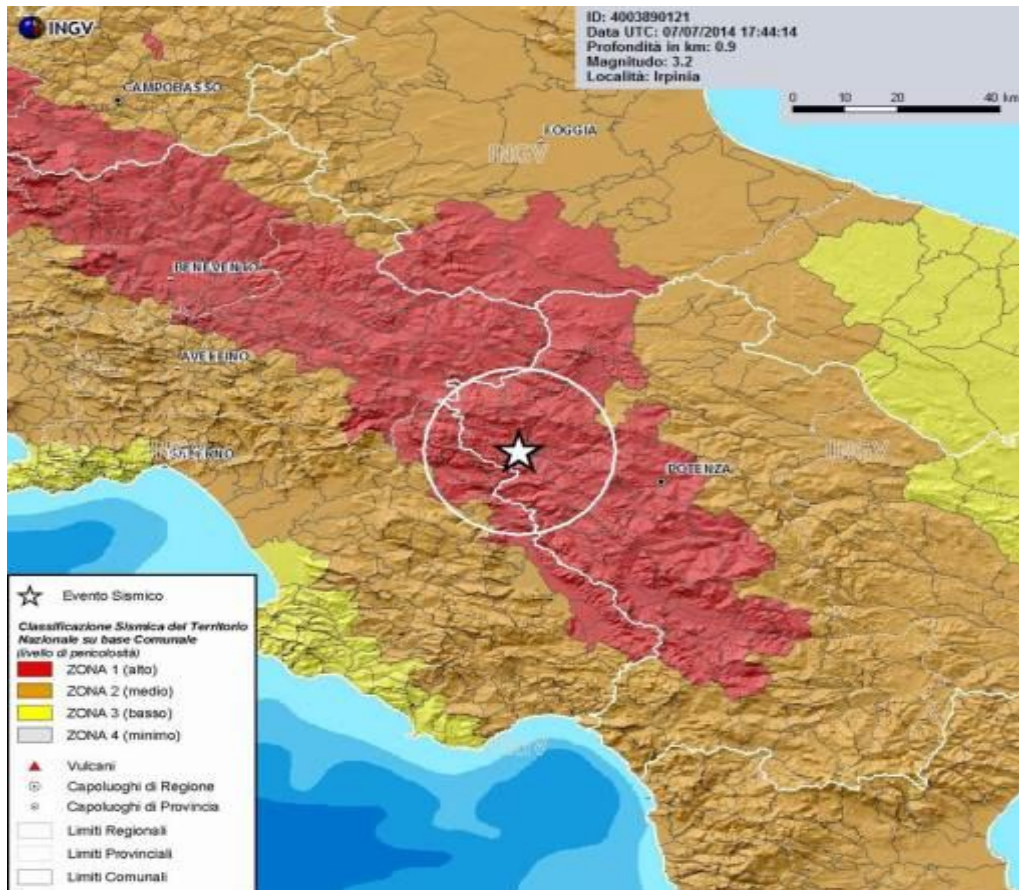 INGV
ID: 4003890121
Data UTC: 07/07/2014 17:44:14
Profondità in km: 0.9
Magnitudo: 3.2
Località: Irpinia
0 10 20 40 km
CAMPOBASSO
FOGGIA
INGV
BENEVENTO
AVELLINO
INGV
SALERNO
POTENZA
INGV
INGV
Evento Sismico
Classificazione Sismica del Territorio
Nazionale su base Comunale
(livello di pericolosità)
ZONA 1 (alto)
ZONA 2 (medio)
ZONA 3 (basso)
ZONA 4 (minimo)
Vulcani
Capoluoghi di Regione
Capoluoghi di Provincia
Limiti Regionali
Limiti Provinciali
Limiti Comunali